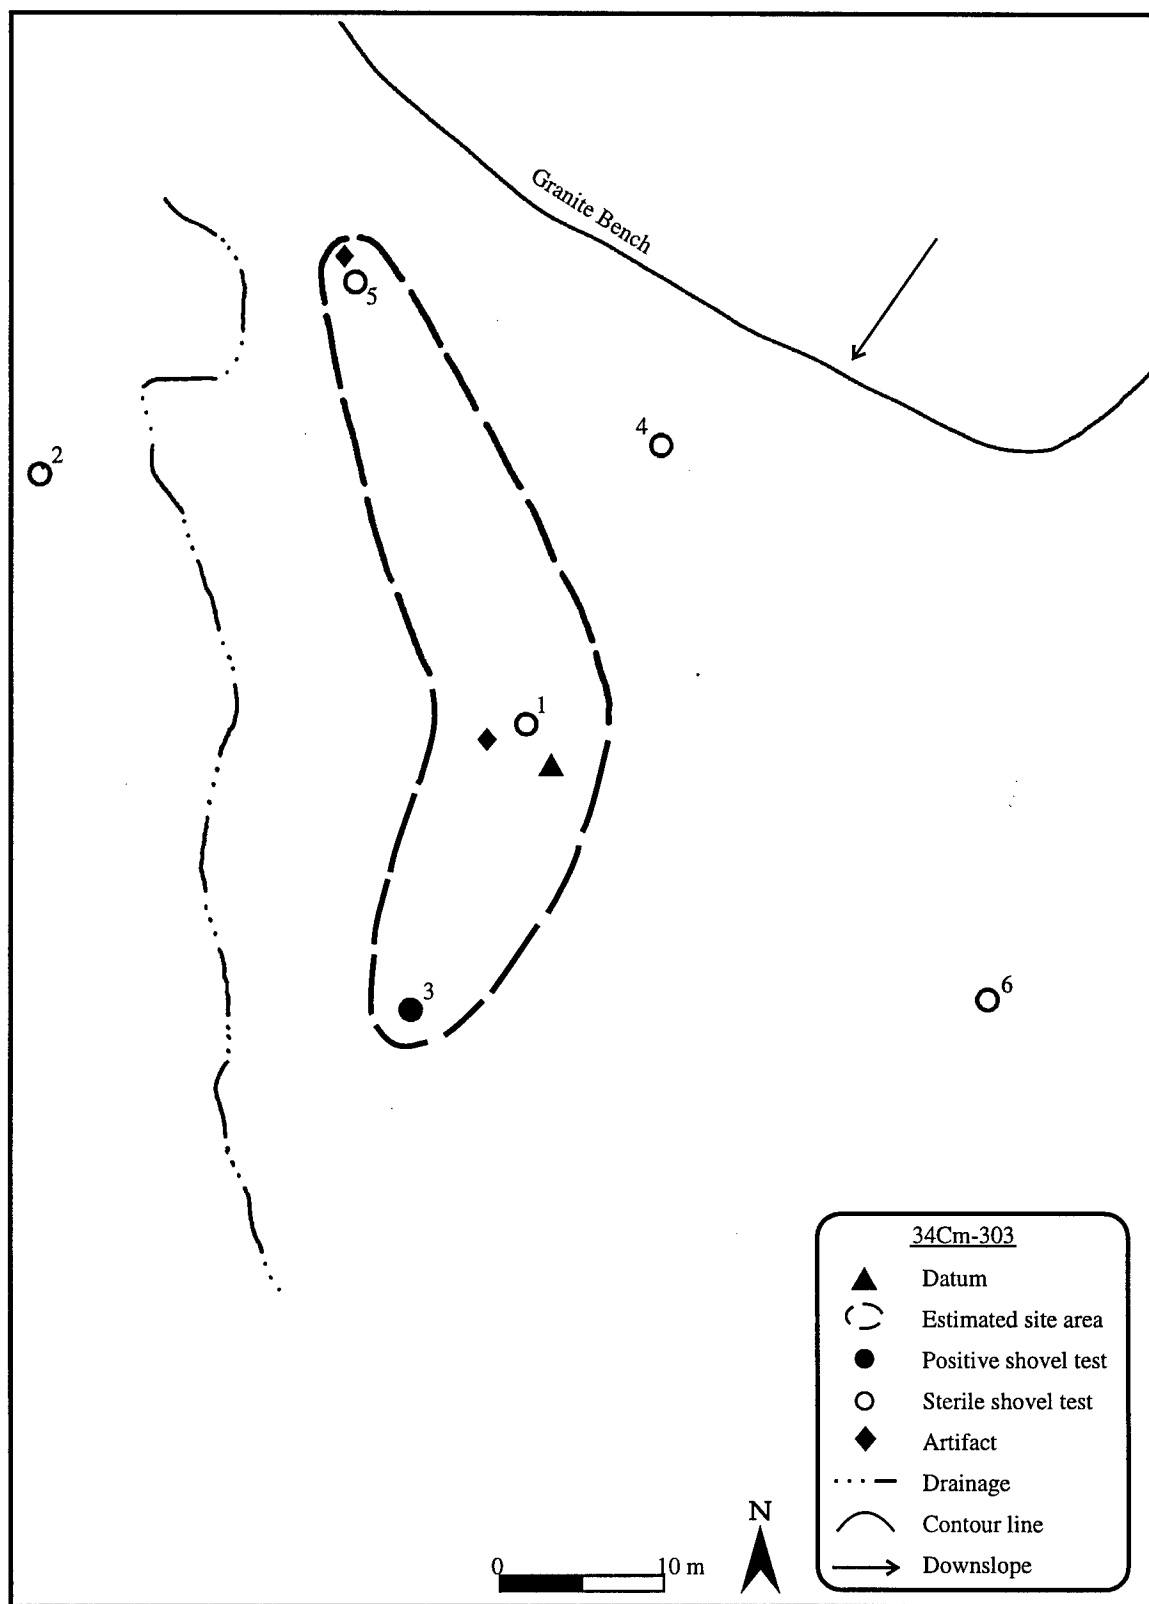 Granite Bench
5
4
2
1
3
6
34Cm-303
Datum
Estimated site area
Positive shovel test
Sterile shovel test
Artifact
Drainage
Contour line
Downslope
N
0 10 m